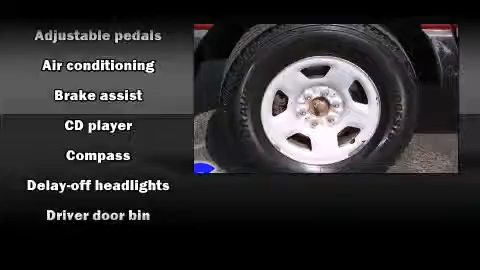 Adjustable pedals
Air conditioning
Brake assist
CD player
Compass
Delay-off headlights
Driver door bin